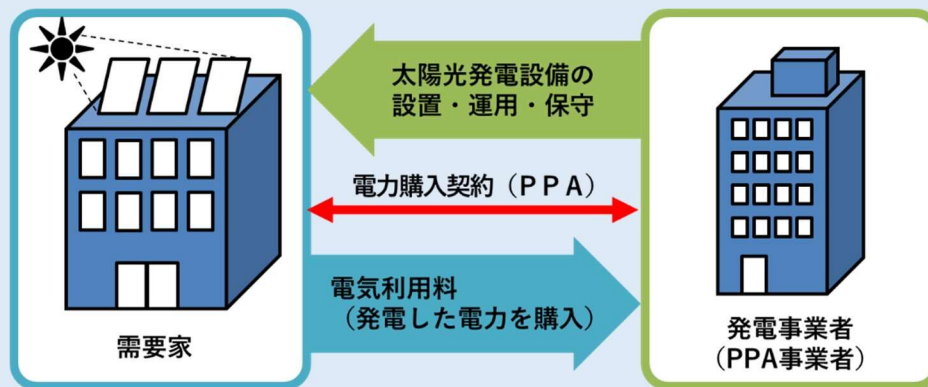 太陽光発電設備の
設置・運用・保守
電力購入契約（ＰＰＡ）
電気利用料
（発電した電力を購入）
需要家
発電事業者
（PPA事業者）